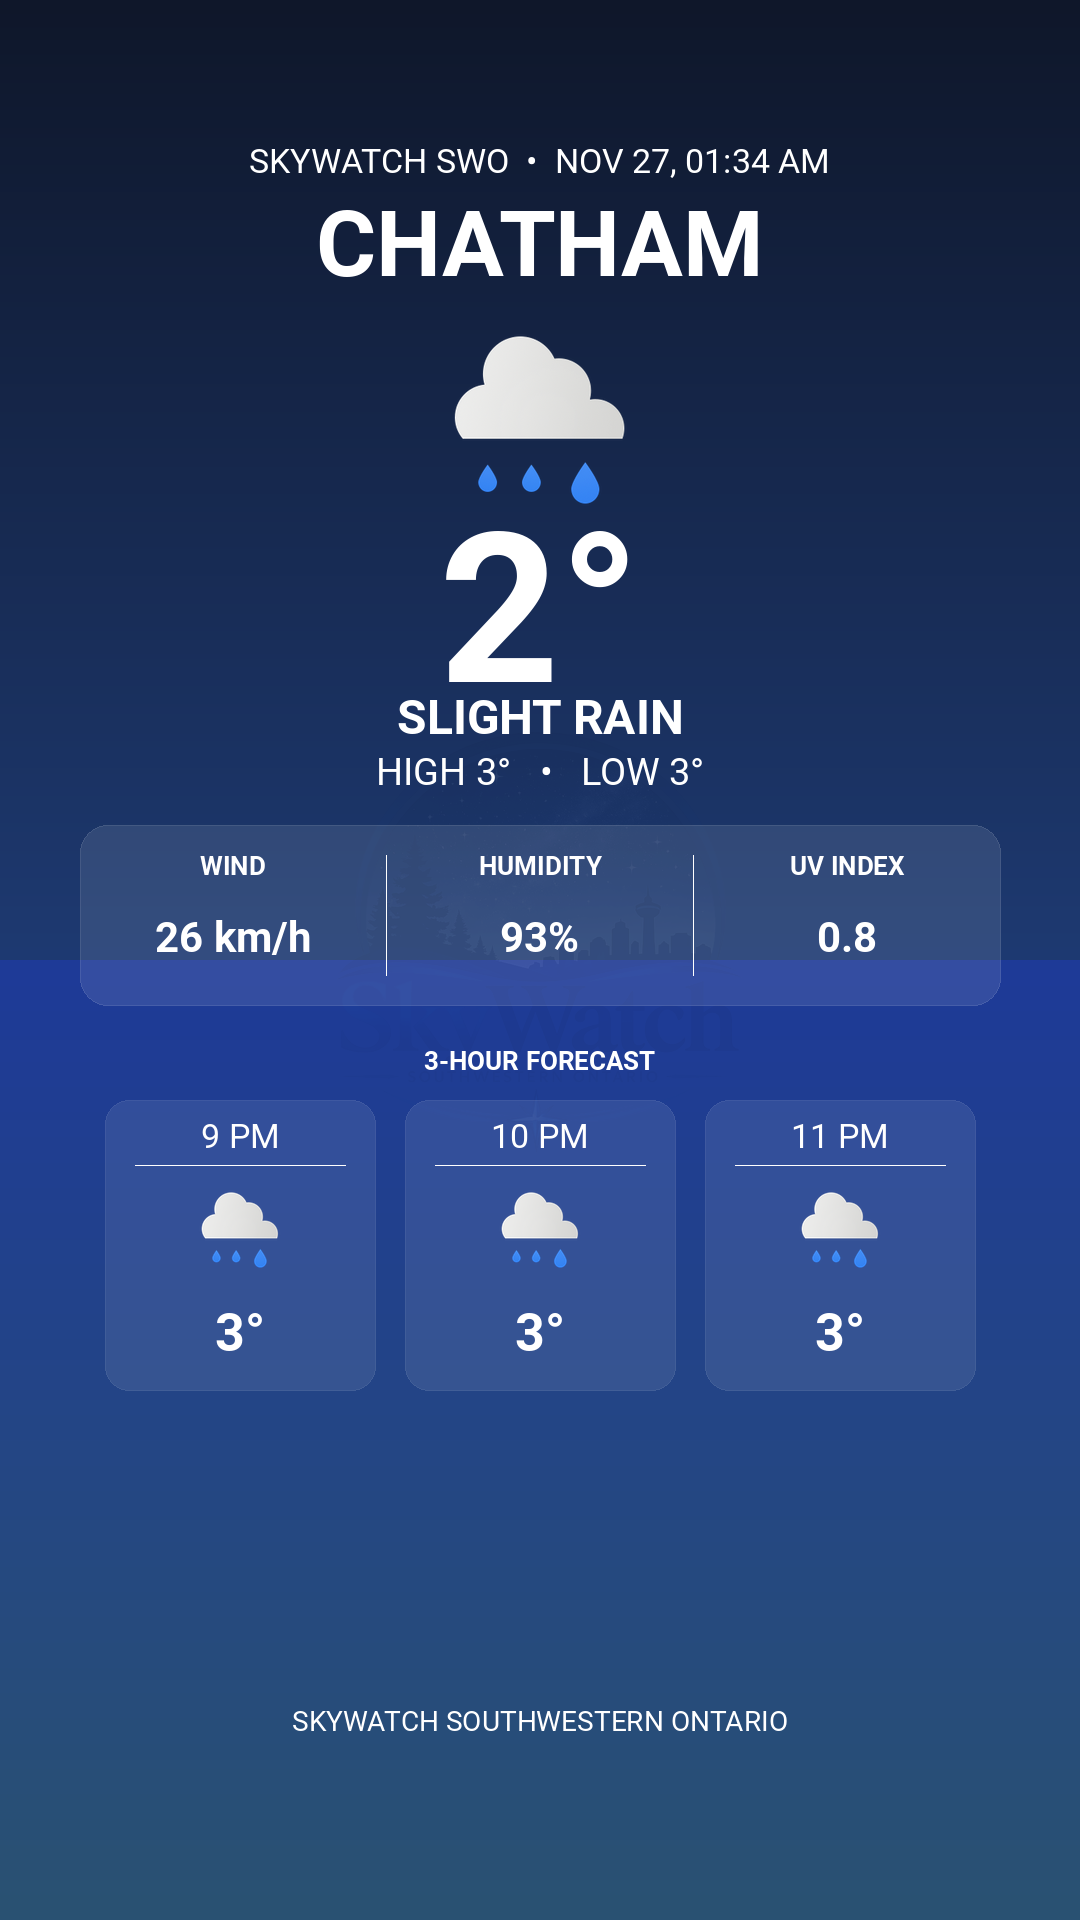 SKYWATCH SWO • NOV 27, 01:34 AM
CHATHAM
2°
SLIGHT RAIN
HIGH 3° • LOW 3°
WIND HUMIDITY UV INDEX
26 km/h 93% 0.8
SkyWatch
3-HOUR FORECAST
9 PM 10 PM 11 PM
3° 3° 3°
SKYWATCH SOUTHWESTERN ONTARIO